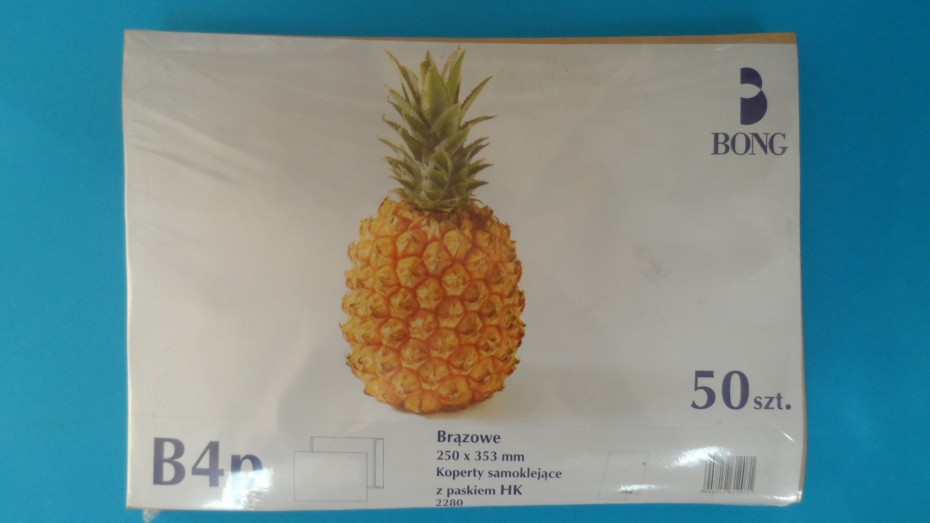 BONG
50 szt.
B4p
Brązowe
250 x 353 mm
Koperty samoklejące
z paskiem HK
2280